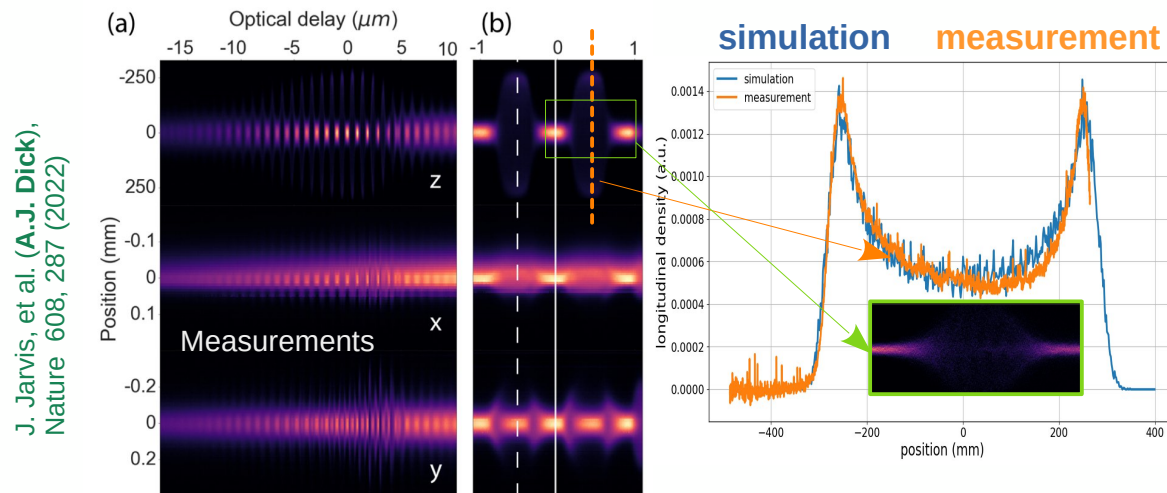 J. Jarvis, et al. (A.J. Dick),
Nature 608, 287 (2022)
(a)
Optical delay (μm)
-15 -10 -5 0 5 10
(b)
-1 0 1
Position (mm)
-250
0
250
z
-0.1
0
0.1
x
Measurements
-0.2
0
0.2
y
simulation measurement
simulation
measurement
longitudinal density (a.u.)
0.0014
0.0012
0.0010
0.0008
0.0006
0.0004
0.0002
0.0000
−400 −200 0 200 400
position (mm)